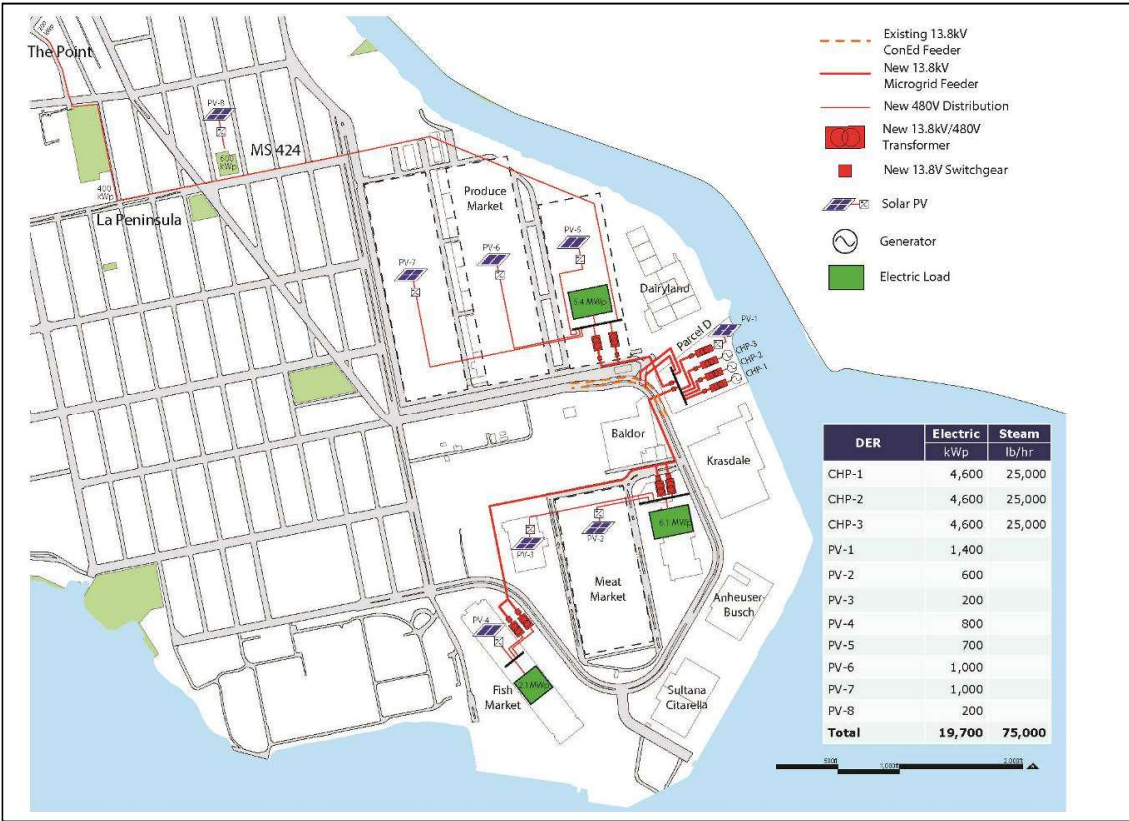 The Point
PV-8
MS 424
600
kWp
400
kWp
La Peninsula
Produce
Market
PV-5
PV-6
PV-7
5.4 MWp
Dairyland
Parcel D
PV-1
CHP-3
CHP-2
CHP-1
Baldor
Krasdale
6.1 MWp
PV-2
PV-3
Meat
Market
Anheuser-
Busch
PV-4
2.1 MWp
Fish
Market
Sultana
Citarella
Existing 13.8kV
ConEd Feeder
New 13.8kV
Microgrid Feeder
New 480V Distribution
New 13.8kV/480V
Transformer
New 13.8V Switchgear
Solar PV
Generator
Electric Load
DER Electric Steam
kWp lb/hr
CHP-1 4,600 25,000
CHP-2 4,600 25,000
CHP-3 4,600 25,000
PV-1 1,400
PV-2 600
PV-3 200
PV-4 800
PV-5 700
PV-6 1,000
PV-7 1,000
PV-8 200
Total 19,700 75,000
500ft 1,000ft 2,000ft